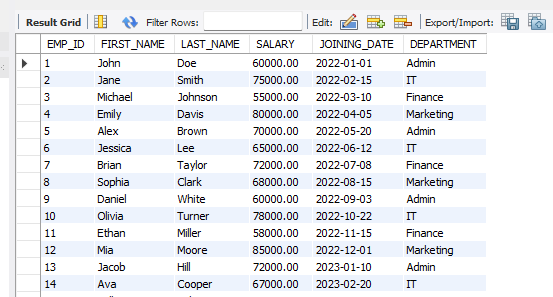 Result Grid Filter Rows: Edit: Export/Import:
EMP_ID FIRST_NAME LAST_NAME SALARY JOINING_DATE DEPARTMENT
1 John Doe 60000.00 2022-01-01 Admin
2 Jane Smith 75000.00 2022-02-15 IT
3 Michael Johnson 55000.00 2022-03-10 Finance
4 Emily Davis 80000.00 2022-04-05 Marketing
5 Alex Brown 70000.00 2022-05-20 Admin
6 Jessica Lee 65000.00 2022-06-12 IT
7 Brian Taylor 72000.00 2022-07-08 Finance
8 Sophia Clark 68000.00 2022-08-15 Marketing
9 Daniel White 60000.00 2022-09-03 Admin
10 Olivia Turner 78000.00 2022-10-22 IT
11 Ethan Miller 58000.00 2022-11-15 Finance
12 Mia Moore 85000.00 2022-12-01 Marketing
13 Jacob Hill 72000.00 2023-01-10 Admin
14 Ava Cooper 67000.00 2023-02-20 IT